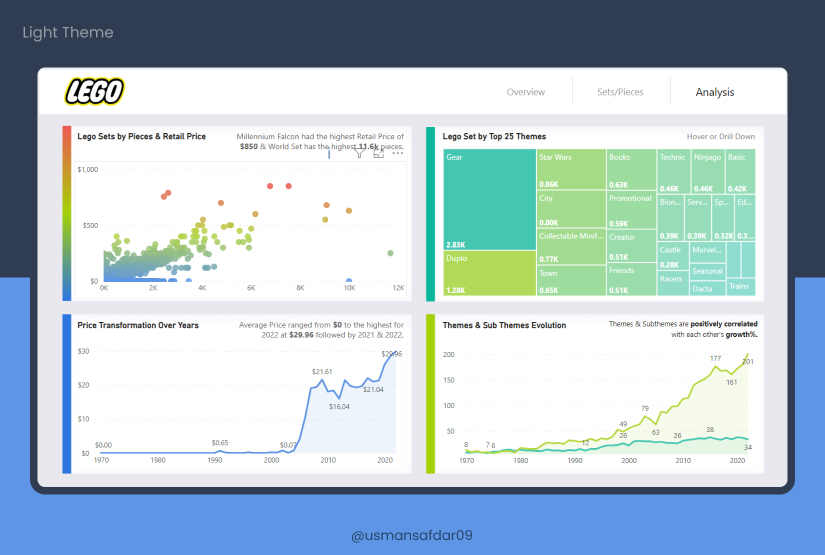 Light Theme
LEGO
Overview
Sets/Pieces
Analysis
Lego Sets by Pieces & Retail Price
Millennium Falcon had the highest Retail Price of
$850 & World Set has the highest 11.6k pieces.
$1,000
$500
$0
0K
2K
4K
6K
8K
10K
12K
Lego Set by Top 25 Themes
Hover or Drill Down
Gear
2.83K
Duplo
1.28K
Star Wars
0.86K
City
0.80K
Collectable Minif...
0.77K
Town
0.65K
Books
0.63K
Promotional
0.59K
Creator
0.51K
Friends
0.51K
Technic
0.46K
Ninjago
0.46K
Basic
0.42K
Bion...
0.39K
Serv...
0.39K
Sp...
0.32K
Ed...
0.3...
Castle
0.28K
Racers
Marvel...
Seasonal
Dacta
Trains
Price Transformation Over Years
Average Price ranged from $0 to the highest for
2022 at $29.96 followed by 2021 & 2022.
$30
$20
$10
$0
$0.00
$0.65
$0.07
$21.61
$16.04
$21.04
$29.96
1970
1980
1990
2000
2010
2020
Themes & Sub Themes Evolution
Themes & Subthemes are positively correlated
with each other's growth%.
200
150
100
50
8
7
6
12
49
26
79
63
26
177
38
161
201
34
1970
1980
1990
2000
2010
2020
@usmansafdar09